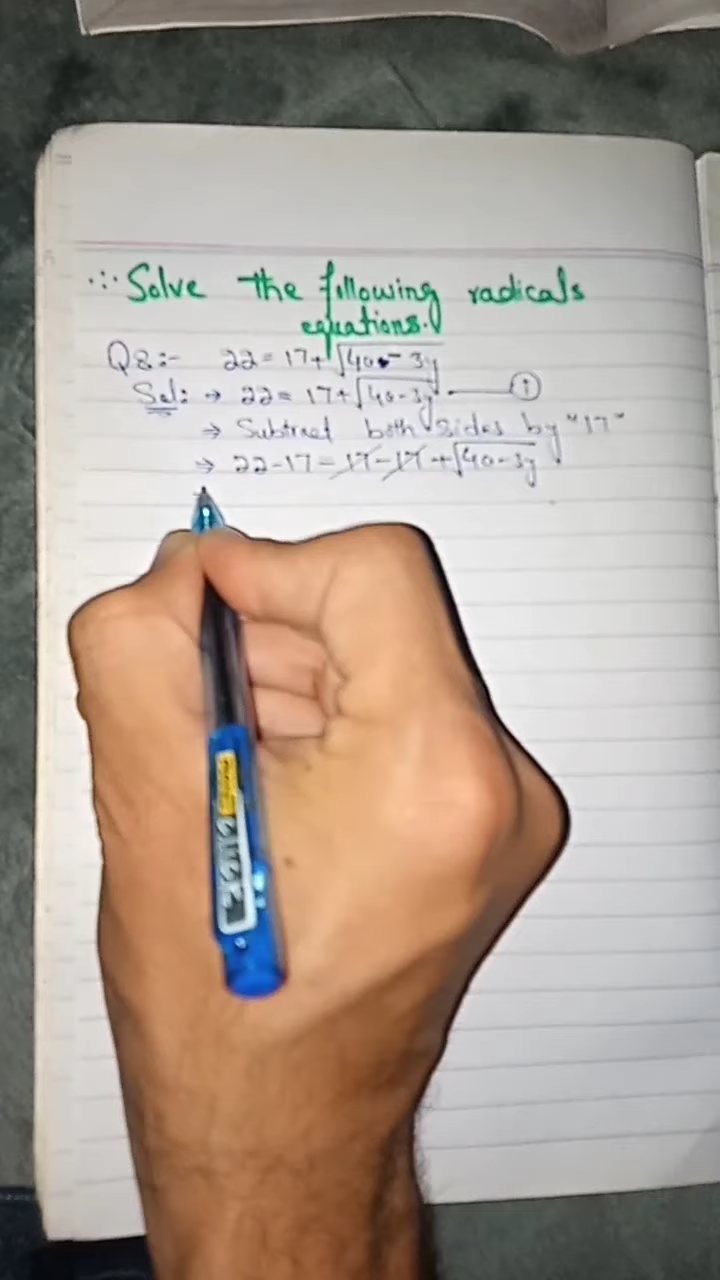 ∴ Solve the following radicals
equations.
Q8:- 22 = 17 + √40 - 3y
Sol: → 22 = 17 + √40 - 3y ——— ①
→ Subtract both sides by "17"
⇒ 22 - 17 = 17 - 17 + √40 - 3y